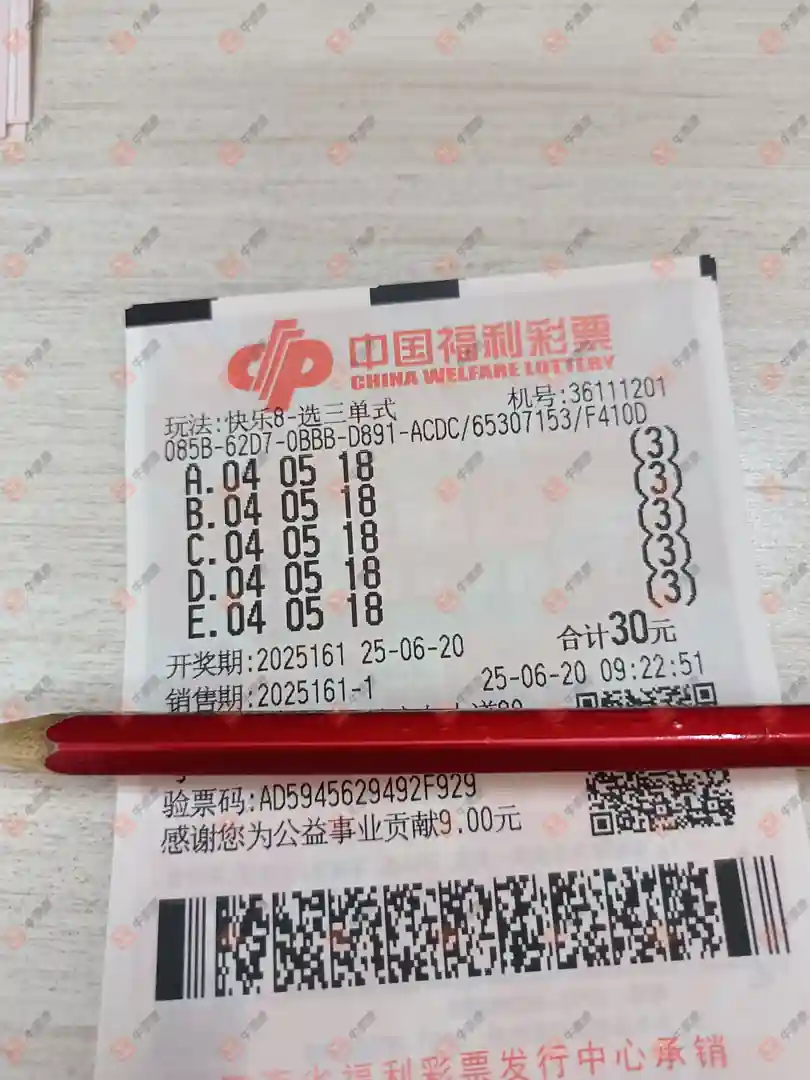 中国福利彩票
CHINA WELFARE LOTTERY
玩法:快乐8-选三单式 机号:36111201
085B-62D7-0BBB-D891-ACDC/65307153/F410D
A.04 05 18 (3)
B.04 05 18 (3)
C.04 05 18 (3)
D.04 05 18 (3)
E.04 05 18 (3)
合计30元
开奖期:2025161 25-06-20
销售期:2025161-1 25-06-20 09:22:51
验票码:AD5945629492F929
感谢您为公益事业贡献9.00元
省福利彩票发行中心承销